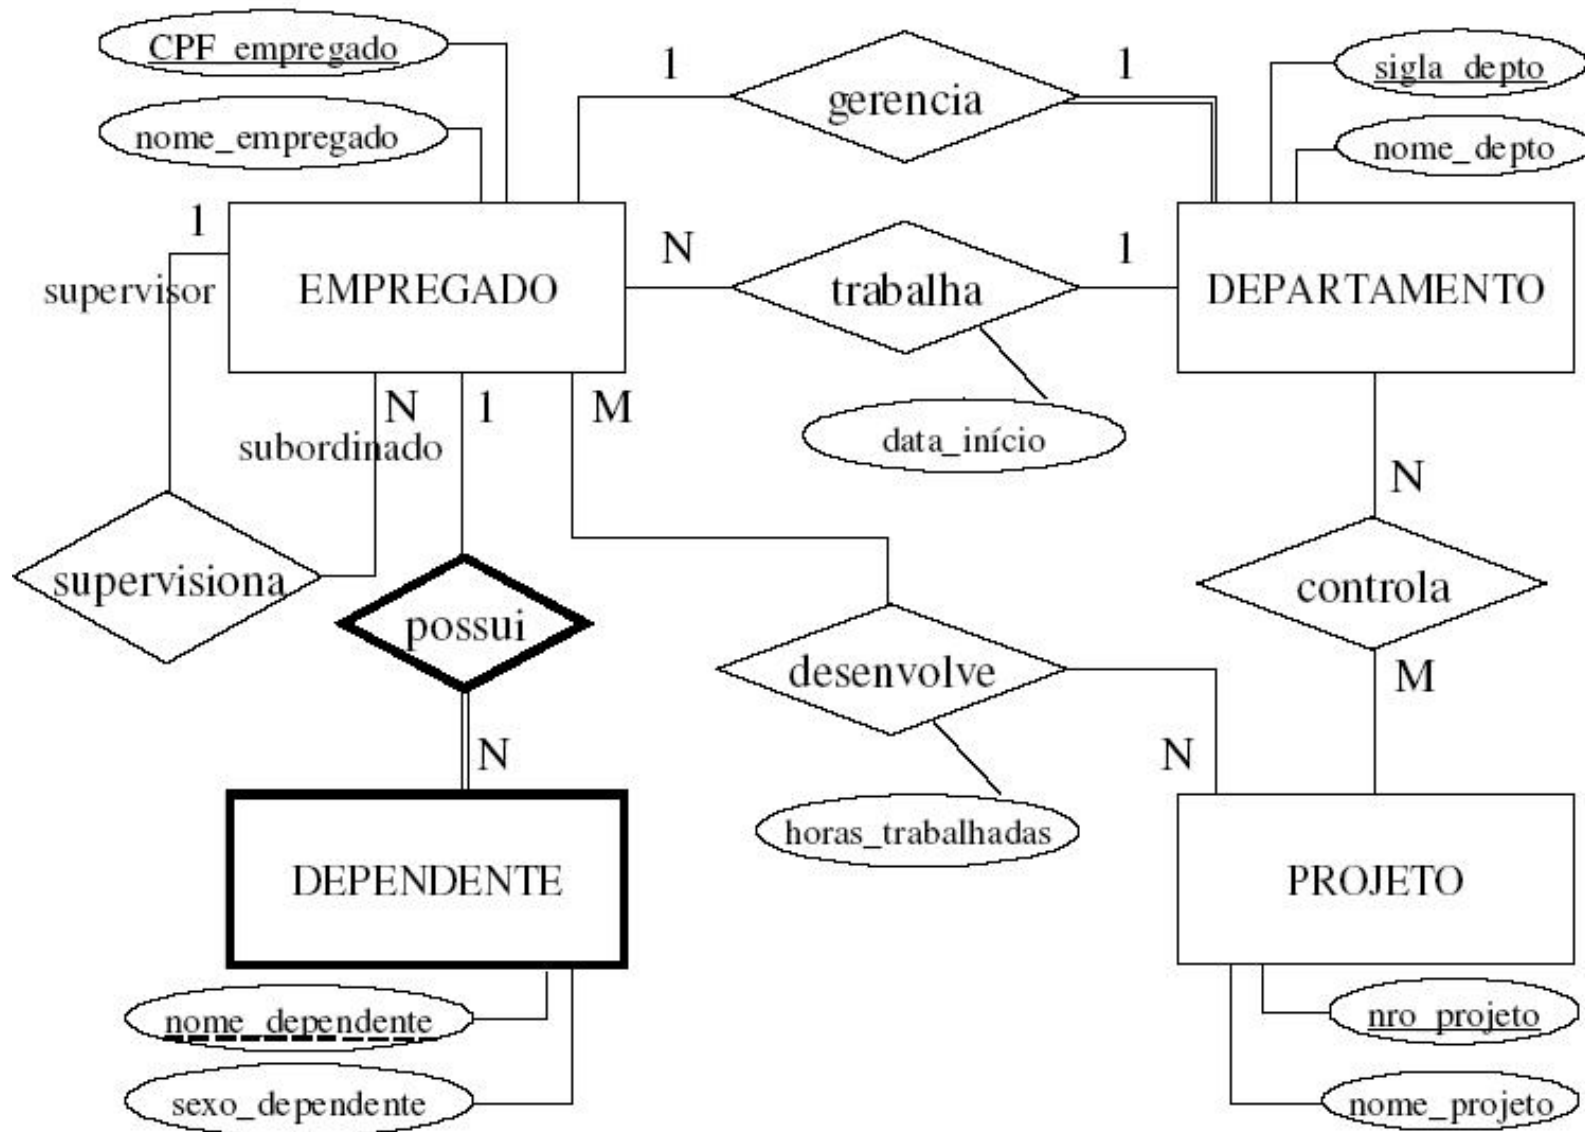 CPF_empregado
nome_empregado
1
gerencia
1
sigla_depto
nome_depto
1
supervisor
EMPREGADO
N
trabalha
1
DEPARTAMENTO
data_início
N
subordinado
1
M
supervisiona
possui
N
controla
M
desenvolve
N
horas_trabalhadas
N
DEPENDENTE
PROJETO
nome_dependente
sexo_dependente
nro_projeto
nome_projeto